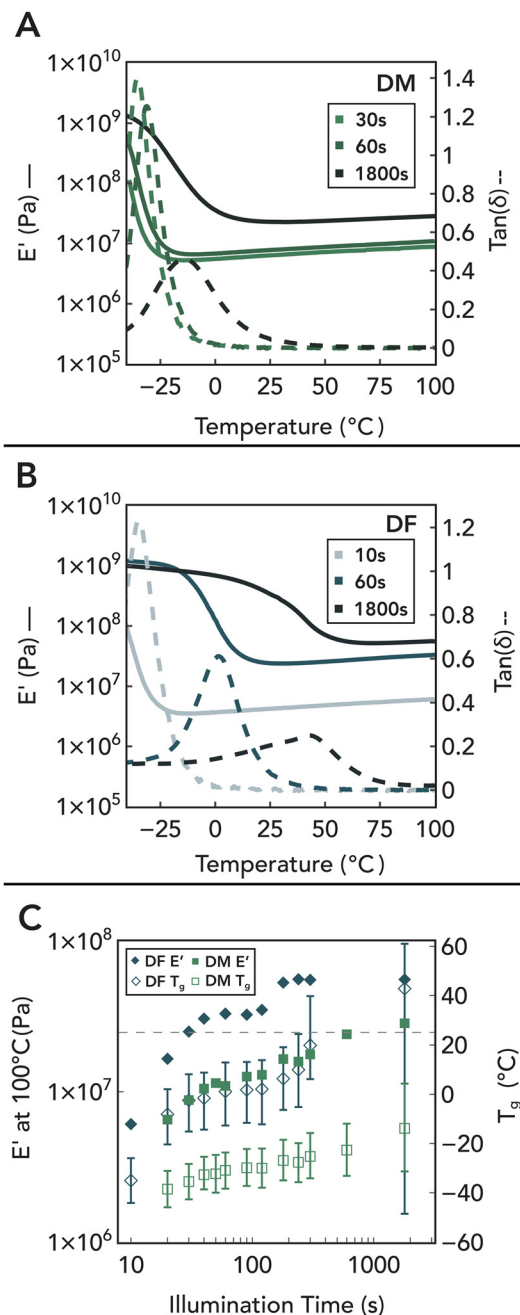 A
DM
30s
60s
1800s
1×10¹⁰
1×10⁹
1×10⁸
1×10⁷
1×10⁶
1×10⁵
E' (Pa) —
1.4
1.2
1
0.8
0.6
0.4
0.2
0
Tan(δ) --
−25 0 25 50 75 100
Temperature (°C)
B
DF
10s
60s
1800s
1×10¹⁰
1×10⁹
1×10⁸
1×10⁷
1×10⁶
1×10⁵
E' (Pa) —
1.2
1
0.8
0.6
0.4
0.2
0
Tan(δ) --
−25 0 25 50 75 100
Temperature (°C)
C
DF E' DM E'
DF Tg DM Tg
1×10⁸
1×10⁷
1×10⁶
E' at 100°C(Pa)
60
40
20
0
−20
−40
−60
Tg (°C)
10 100 1000
Illumination Time (s)